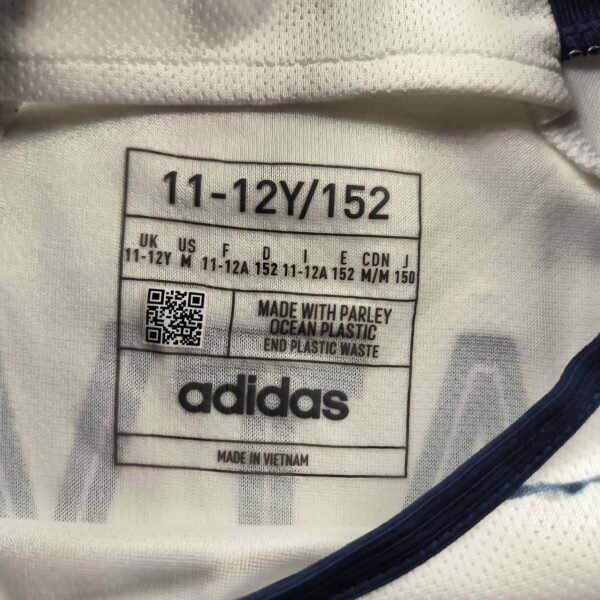 11-12Y/152
UK US F D I E CDN J
11-12Y M 11-12A 152 11-12A 152 M/M 150
MADE WITH PARLEY
OCEAN PLASTIC
END PLASTIC WASTE
adidas
MADE IN VIETNAM